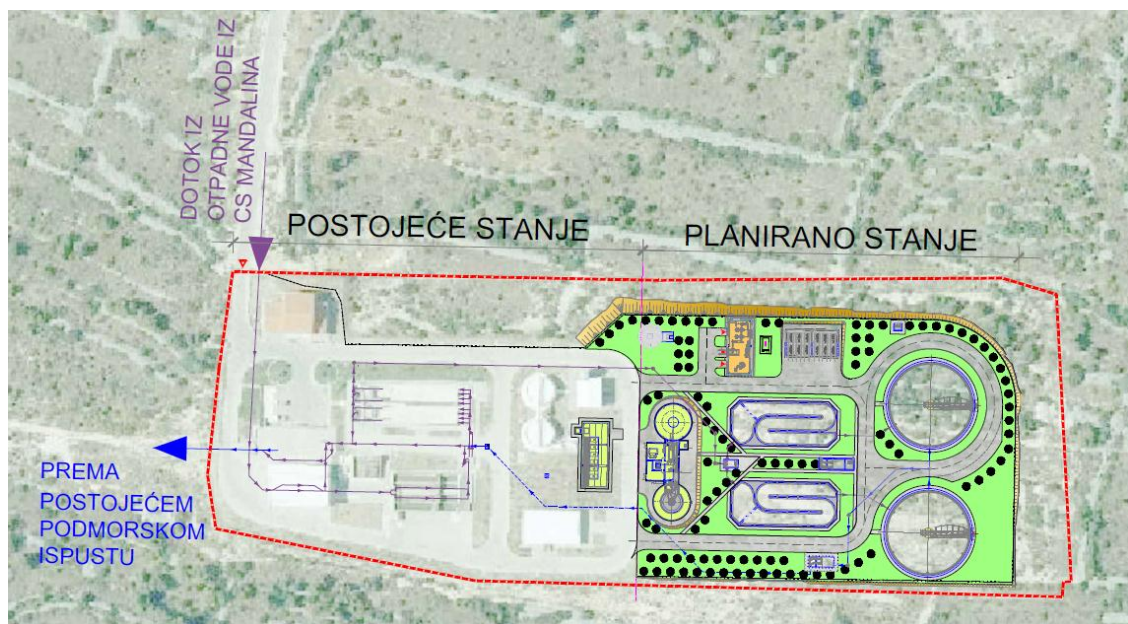 DOTOK IZ
OTPADNE VODE IZ
CS MANDALINA
POSTOJEĆE STANJE
PLANIRANO STANJE
PREMA
POSTOJEĆEM
PODMORSKOM
ISPUSTU